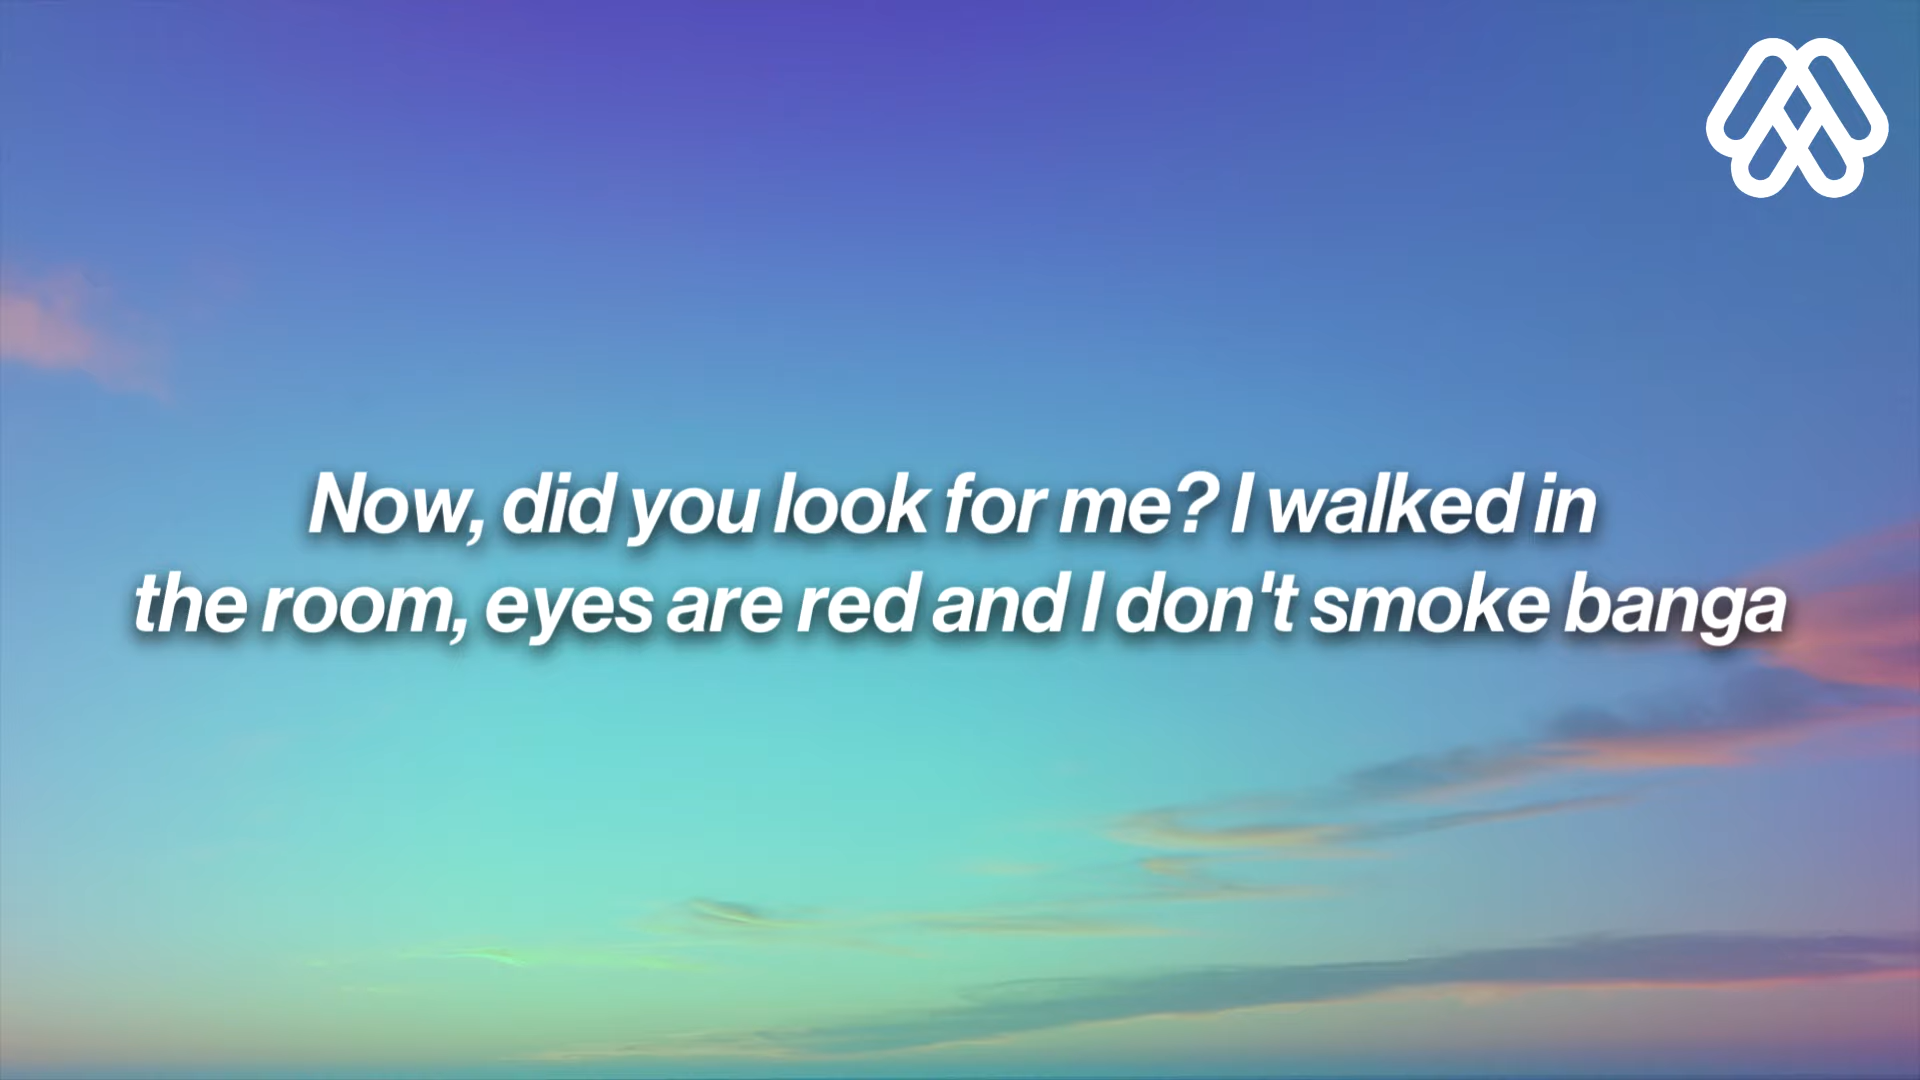 Now, did you look for me? I walked in
the room, eyes are red and I don't smoke banga